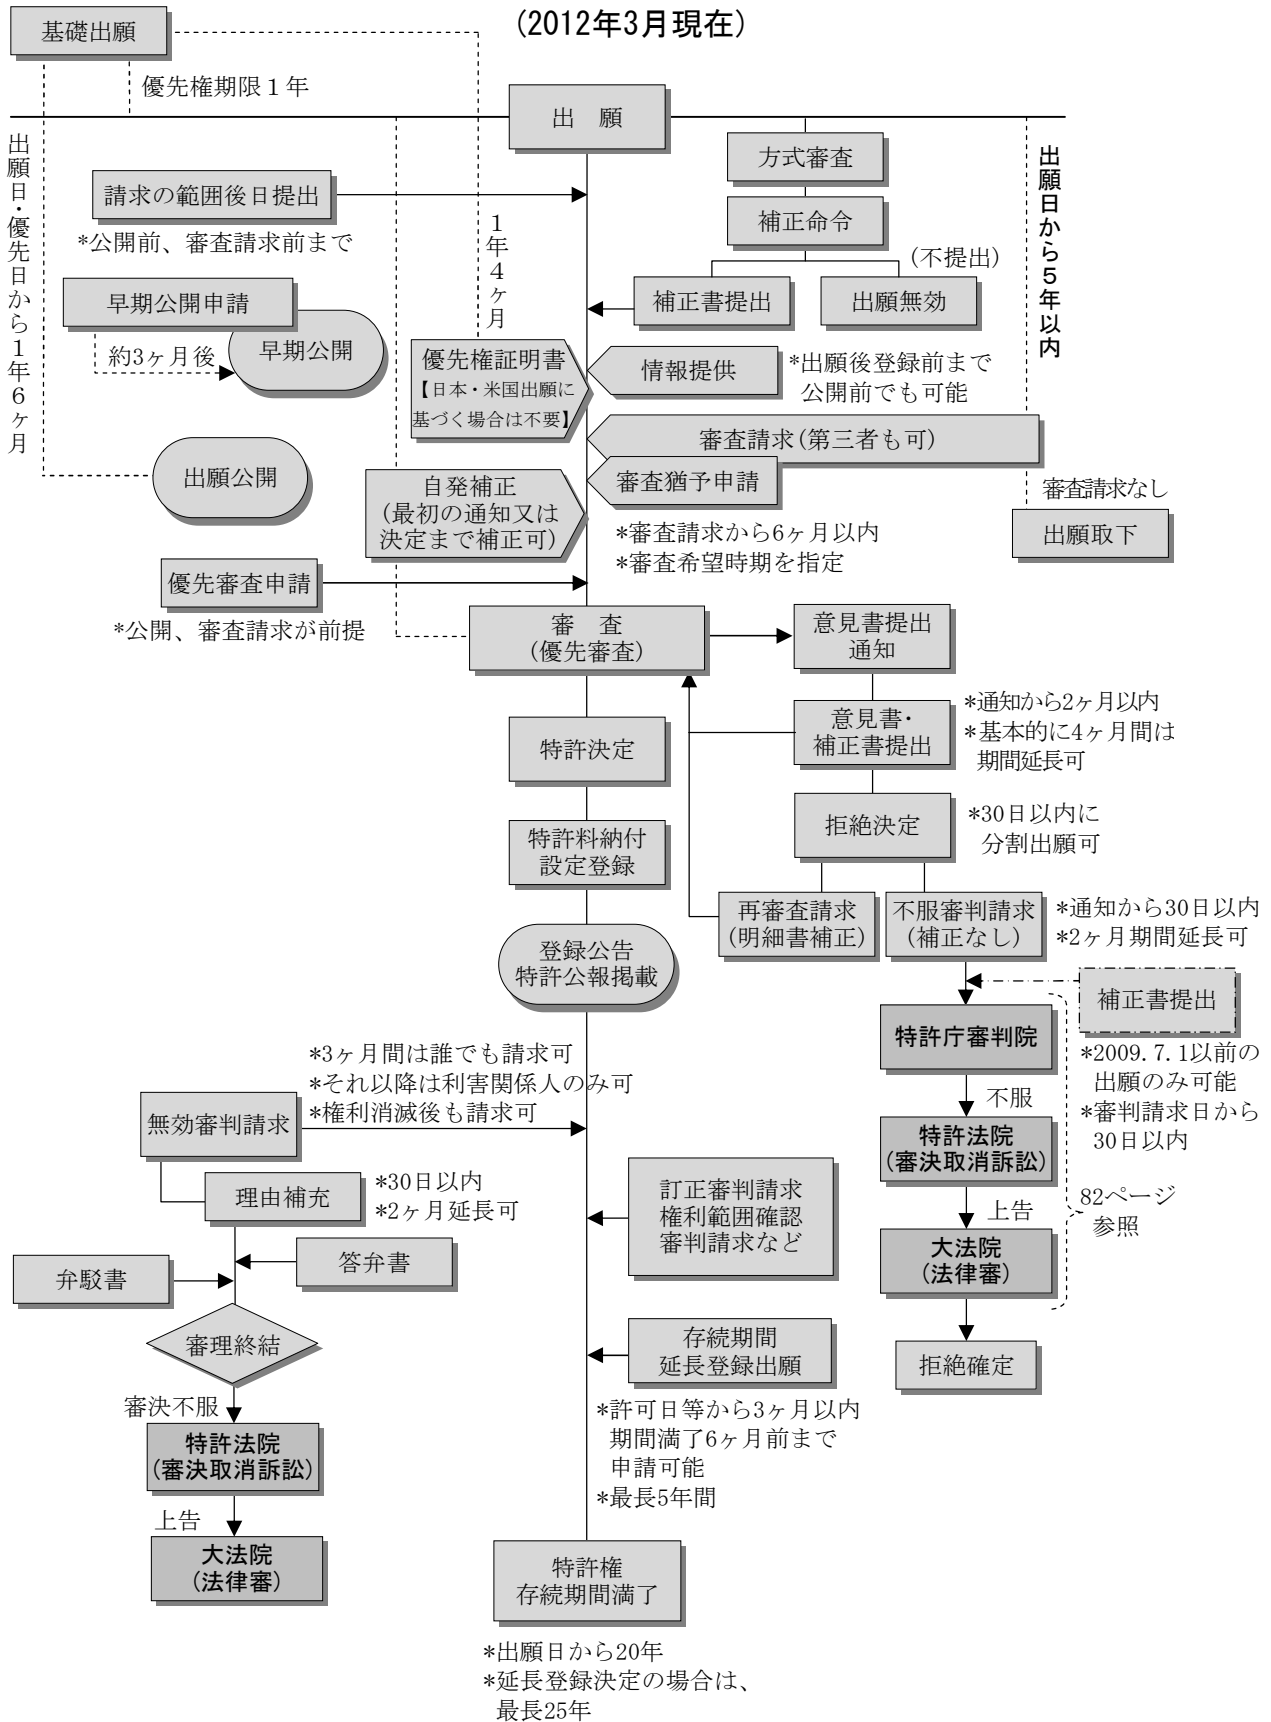 (2012年3月現在)
基礎出願
優先権期限１年
出　願
出願日・優先日から１年６ヶ月
方式審査
出願日から５年以内
請求の範囲後日提出
*公開前、審査請求前まで
補正命令
１年４ヶ月
(不提出)
早期公開申請
補正書提出
出願無効
約3ヶ月後
早期公開
優先権証明書
【日本・米国出願に
基づく場合は不要】
情報提供
*出願後登録前まで
公開前でも可能
審査請求(第三者も可)
出願公開
自発補正
(最初の通知又は
決定まで補正可)
審査猶予申請
審査請求なし
*審査請求から6ヶ月以内
*審査希望時期を指定
出願取下
優先審査申請
*公開、審査請求が前提
審　査
(優先審査)
意見書提出
通知
特許決定
意見書・
補正書提出
*通知から2ヶ月以内
*基本的に4ヶ月間は
期間延長可
拒絶決定
*30日以内に
分割出願可
特許料納付
設定登録
再審査請求
(明細書補正)
不服審判請求
(補正なし)
*通知から30日以内
*2ヶ月期間延長可
登録公告
特許公報掲載
補正書提出
特許庁審判院
*2009.7.1以前の
出願のみ可能
*審判請求日から
30日以内
*3ヶ月間は誰でも請求可
*それ以降は利害関係人のみ可
*権利消滅後も請求可
不服
無効審判請求
特許法院
(審決取消訴訟)
理由補充
*30日以内
*2ヶ月延長可
訂正審判請求
権利範囲確認
審判請求など
上告
82ページ
参照
答弁書
弁駁書
大法院
(法律審)
審理終結
存続期間
延長登録出願
拒絶確定
審決不服
*許可日等から3ヶ月以内
期間満了6ヶ月前まで
申請可能
*最長5年間
特許法院
(審決取消訴訟)
上告
大法院
(法律審)
特許権
存続期間満了
*出願日から20年
*延長登録決定の場合は、
最長25年